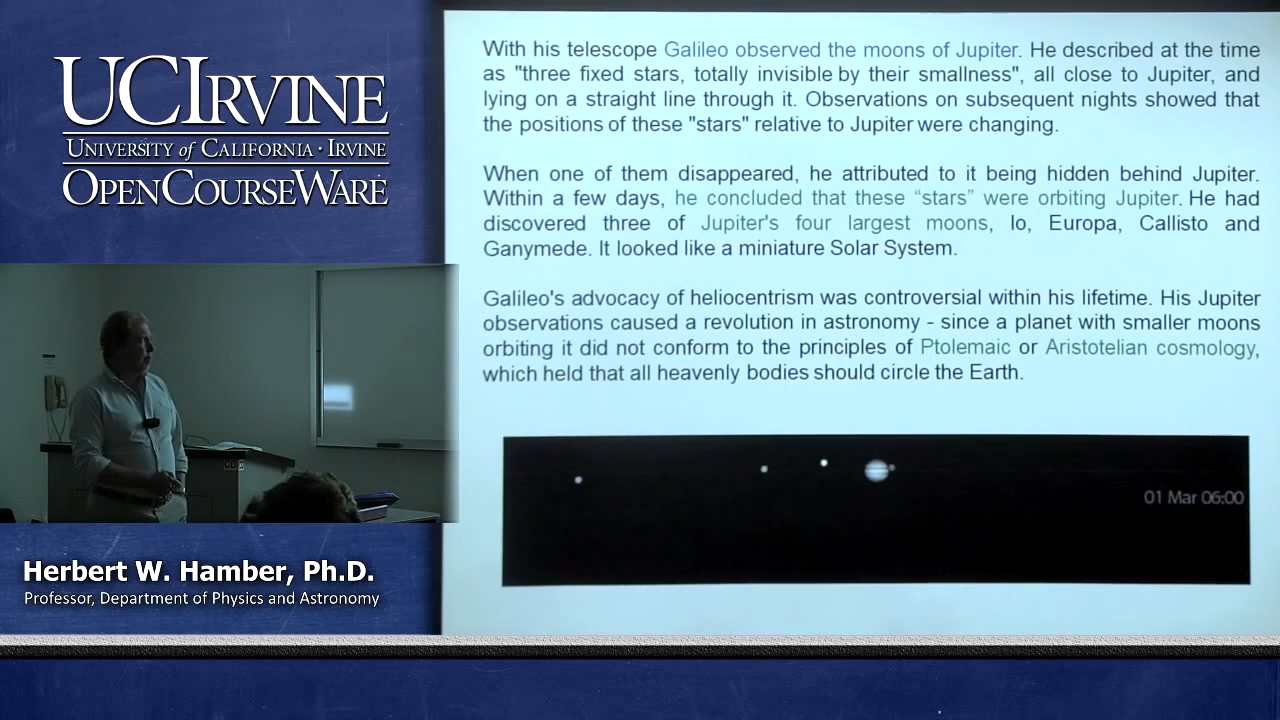 UCIRVINE
UNIVERSITY of CALIFORNIA · IRVINE
OPENCOURSEWARE
With his telescope Galileo observed the moons of Jupiter. He described at the time
as "three fixed stars, totally invisible by their smallness", all close to Jupiter, and
lying on a straight line through it. Observations on subsequent nights showed that
the positions of these "stars" relative to Jupiter were changing.
When one of them disappeared, he attributed to it being hidden behind Jupiter.
Within a few days, he concluded that these “stars” were orbiting Jupiter. He had
discovered three of Jupiter's four largest moons, Io, Europa, Callisto and
Ganymede. It looked like a miniature Solar System.
Galileo's advocacy of heliocentrism was controversial within his lifetime. His Jupiter
observations caused a revolution in astronomy - since a planet with smaller moons
orbiting it did not conform to the principles of Ptolemaic or Aristotelian cosmology,
which held that all heavenly bodies should circle the Earth.
01 Mar 06:00
Herbert W. Hamber, Ph.D.
Professor, Department of Physics and Astronomy